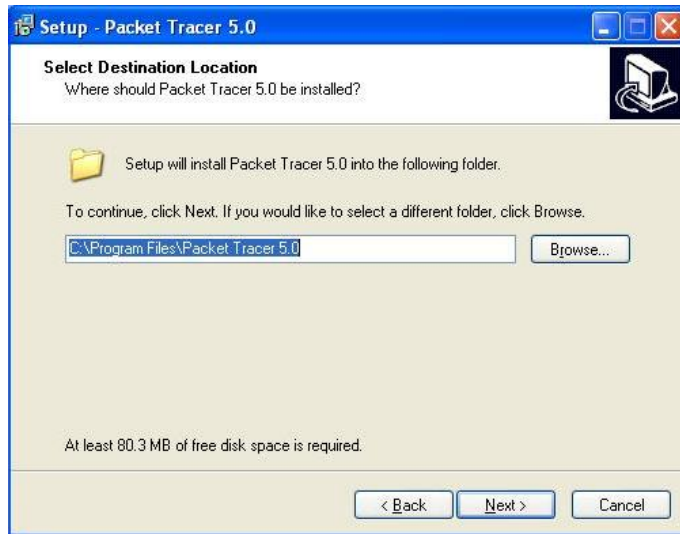 Setup - Packet Tracer 5.0
Select Destination Location
Where should Packet Tracer 5.0 be installed?
Setup will install Packet Tracer 5.0 into the following folder.
To continue, click Next. If you would like to select a different folder, click Browse.
C:\Program Files\Packet Tracer 5.0
Browse...
At least 80.3 MB of free disk space is required.
< Back
Next >
Cancel